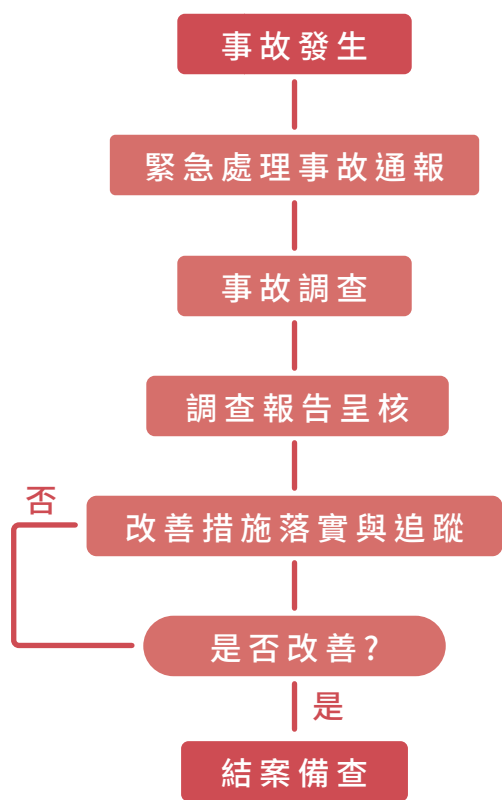 事故發生
緊急處理事故通報
事故調查
調查報告呈核
否
改善措施落實與追蹤
是否改善?
是
結案備查